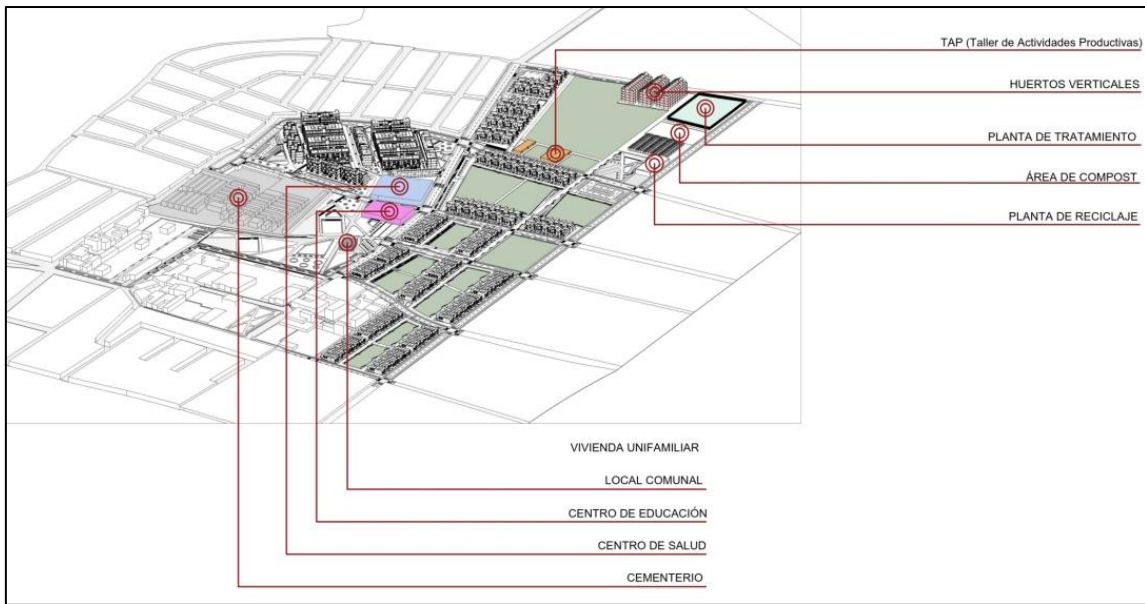 TAP (Taller de Actividades Productivas)
HUERTOS VERTICALES
PLANTA DE TRATAMIENTO
ÁREA DE COMPOST
PLANTA DE RECICLAJE
VIVIENDA UNIFAMILIAR
LOCAL COMUNAL
CENTRO DE EDUCACIÓN
CENTRO DE SALUD
CEMENTERIO